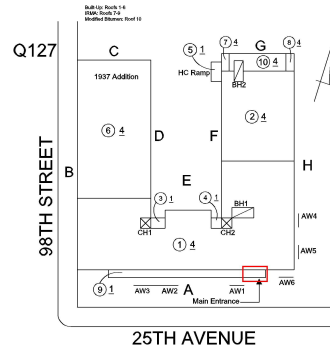 Built-Up: Roofs 1-6
IRMA: Roofs 7-9
Modified Bitumen: Roof 10
Q127
C
G
7 4
8 4
5 1
10 4
HC Ramp
BH2
1937 Addition
2 4
6 4
D
F
H
B
E
98TH STREET
3 1
4 1
BH1
AW4
CH1
CH2
1 4
AW5
9 1
AW3
AW2
A
AW1
AW6
Main Entrance
25TH AVENUE